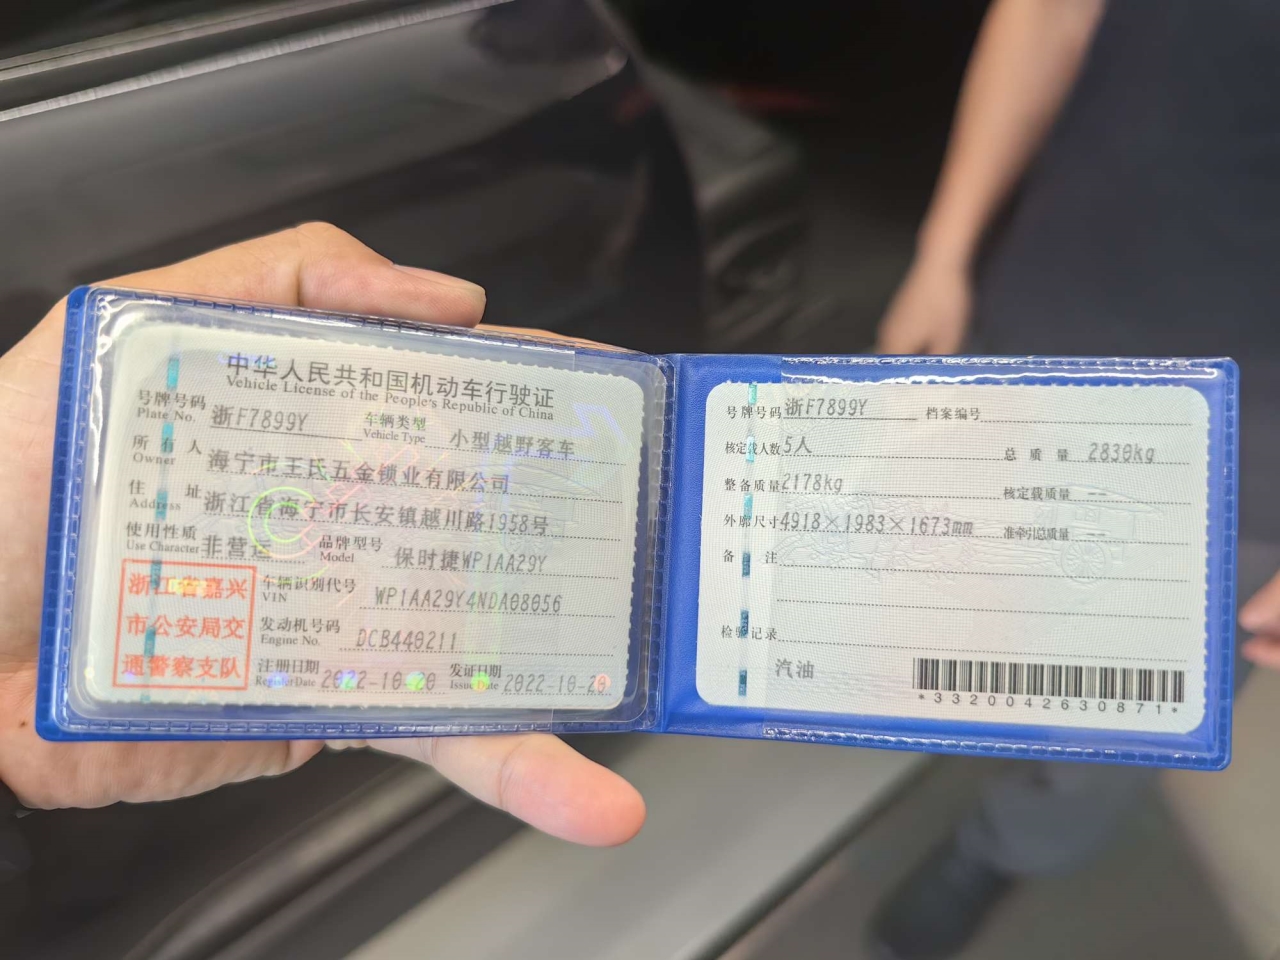 中华人民共和国机动车行驶证
Vehicle License of the People's Republic of China
号牌号码 浙F7899Y 车辆类型 小型越野客车
Plate No. Vehicle Type
所有人 海宁市王氏五金锁业有限公司
Owner
住址 浙江省海宁市长安镇越川路1958号
Address
使用性质 非营运 品牌型号 保时捷WP1AA29Y
Use Character Model
浙江省嘉兴
市公安局交
通警察支队
车辆识别代号 WP1AA29Y4NDA08056
VIN
发动机号码 DCB440211
Engine No.
注册日期 2022-10-20 发证日期 2022-10-20
Register Date Issue Date
号牌号码 浙F7899Y 档案编号
核定载人数 5人 总质量 2830kg
整备质量 2178kg 核定载质量 --
外廓尺寸 4918×1983×1673mm 准牵引总质量 --
备注
检验记录
汽油
*3320042630871*